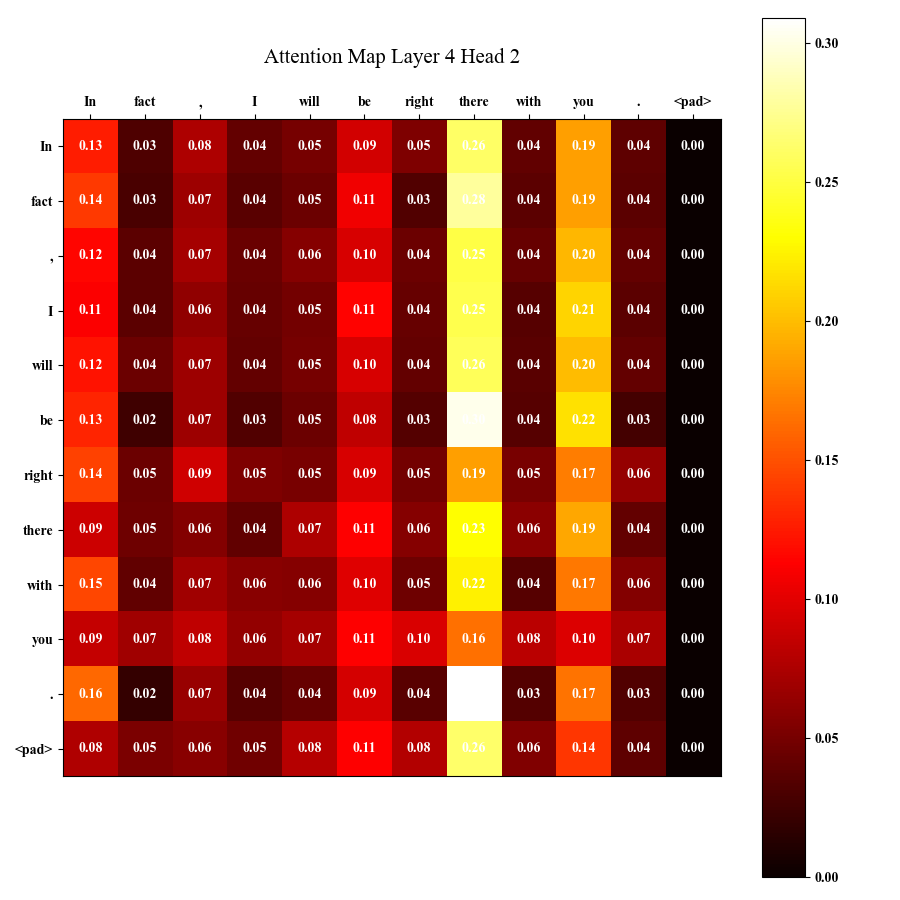 Attention Map Layer 4 Head 2
In fact , I will be right there with you . <pad>
In 0.13 0.03 0.08 0.04 0.05 0.09 0.05 0.26 0.04 0.19 0.04 0.00
fact 0.14 0.03 0.07 0.04 0.05 0.11 0.03 0.28 0.04 0.19 0.04 0.00
, 0.12 0.04 0.07 0.04 0.06 0.10 0.04 0.25 0.04 0.20 0.04 0.00
I 0.11 0.04 0.06 0.04 0.05 0.11 0.04 0.25 0.04 0.21 0.04 0.00
will 0.12 0.04 0.07 0.04 0.05 0.10 0.04 0.26 0.04 0.20 0.04 0.00
be 0.13 0.02 0.07 0.03 0.05 0.08 0.03 0.04 0.22 0.03 0.00
right 0.14 0.05 0.09 0.05 0.05 0.09 0.05 0.19 0.05 0.17 0.06 0.00
there 0.09 0.05 0.06 0.04 0.07 0.11 0.06 0.23 0.06 0.19 0.04 0.00
with 0.15 0.04 0.07 0.06 0.06 0.10 0.05 0.22 0.04 0.17 0.06 0.00
you 0.09 0.07 0.08 0.06 0.07 0.11 0.10 0.16 0.08 0.10 0.07 0.00
. 0.16 0.02 0.07 0.04 0.04 0.09 0.04 0.03 0.17 0.03 0.00
<pad> 0.08 0.05 0.06 0.05 0.08 0.11 0.08 0.26 0.06 0.14 0.04 0.00
0.30
0.25
0.20
0.15
0.10
0.05
0.00